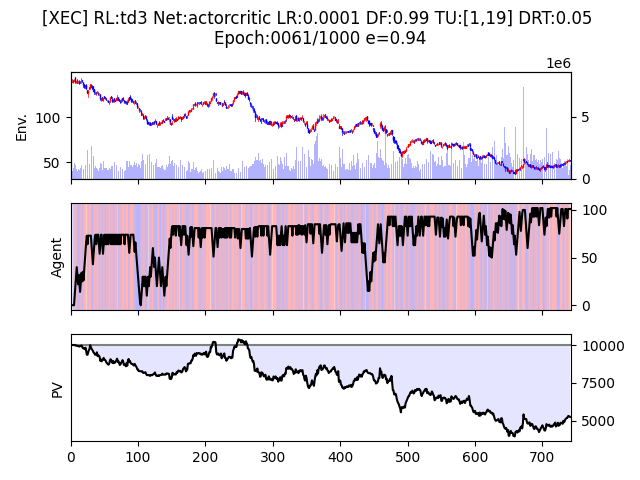 [XEC] RL:td3 Net:actorcritic LR:0.0001 DF:0.99 TU:[1,19] DRT:0.05
Epoch:0061/1000 e=0.94
1e6
Env.
100
50
5
0
Agent
100
50
0
PV
10000
7500
5000
0 100 200 300 400 500 600 700